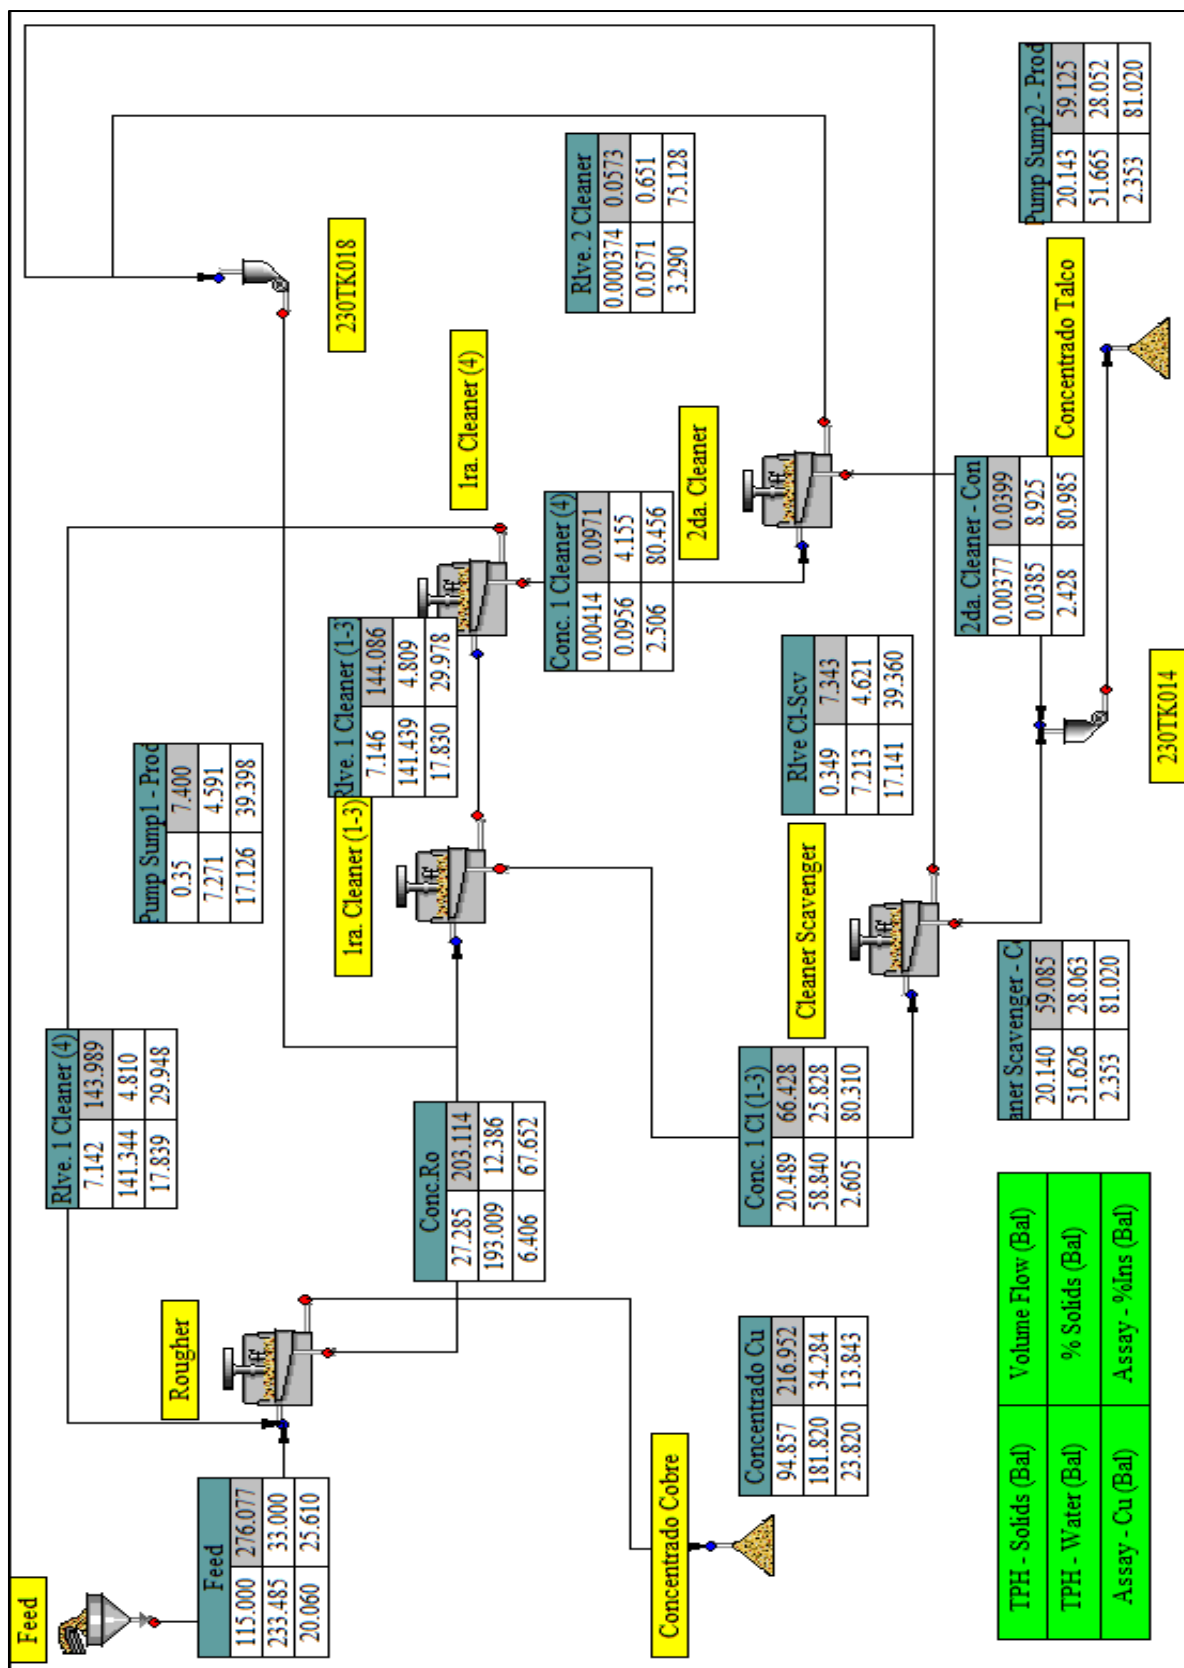 Feed
Feed
115.000 276.077
233.485 33.000
20.060 25.610
Rougher
Rlve. 1 Cleaner (4)
7.142 143.989
141.344 4.810
17.839 29.948
Pump Sump1 - Prod
0.35 7.400
7.271 4.591
17.126 39.398
230TK018
1ra. Cleaner (1-3)
Rlve. 1 Cleaner (1-3
7.146 144.086
141.439 4.809
17.830 29.978
1ra. Cleaner (4)
Conc.Ro
27.285 203.114
193.009 12.386
6.406 67.652
Conc. 1 Cleaner (4)
0.00414 0.0971
0.0956 4.155
2.506 80.456
Rlve. 2 Cleaner
0.000374 0.0573
0.0571 0.651
3.290 75.128
2da. Cleaner
Concentrado Cobre
Concentrado Cu
94.857 216.952
181.820 34.284
23.820 13.843
Conc. 1 Cl (1-3)
20.489 66.428
58.840 25.828
2.605 80.310
Cleaner Scavenger
Rlve Cl-Scv
0.349 7.343
7.213 4.621
17.141 39.360
2da. Cleaner - Con
0.00377 0.0399
0.0385 8.925
2.428 80.985
aner Scavenger - Co
20.140 59.085
51.626 28.063
2.353 81.020
Concentrado Talco
Pump Sump2 - Prod
20.143 59.125
51.665 28.052
2.353 81.020
230TK014
TPH - Solids (Bal) Volume Flow (Bal)
TPH - Water (Bal) % Solids (Bal)
Assay - Cu (Bal) Assay - %Ins (Bal)